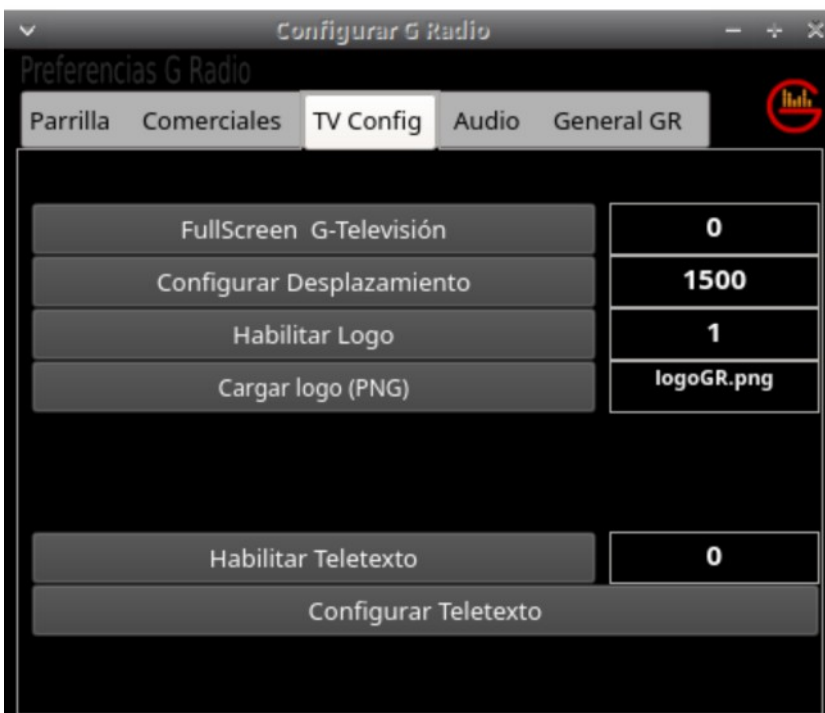 Configurar G Radio
Preferencias G Radio
Parrilla Comerciales TV Config Audio General GR
FullScreen G-Televisión 0
Configurar Desplazamiento 1500
Habilitar Logo 1
Cargar logo (PNG) logoGR.png
Habilitar Teletexto 0
Configurar Teletexto